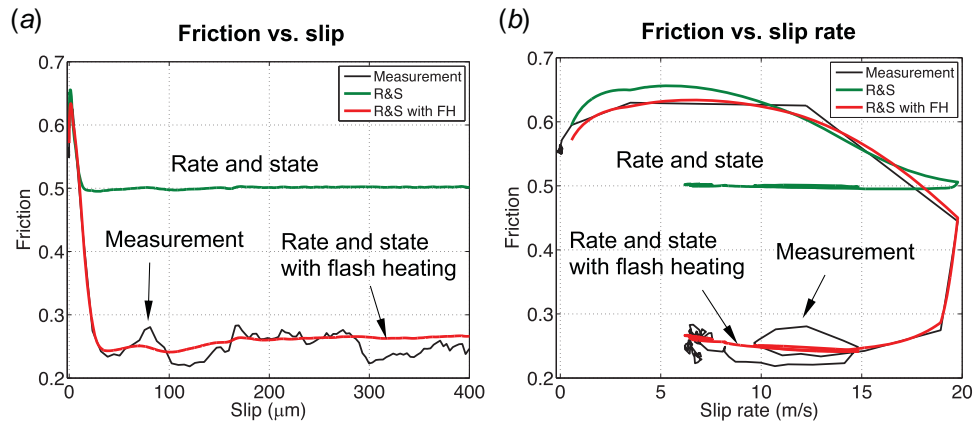 (a)
Friction vs. slip
0.7
0.6
0.5
0.4
0.3
0.2
Friction
Measurement
R&S
R&S with FH
Rate and state
Measurement
Rate and state
with flash heating
0
100
200
300
400
Slip (μm)
(b)
Friction vs. slip rate
0.7
0.6
0.5
0.4
0.3
0.2
Friction
Measurement
R&S
R&S with FH
Rate and state
Rate and state
with flash heating
Measurement
0
5
10
15
20
Slip rate (m/s)